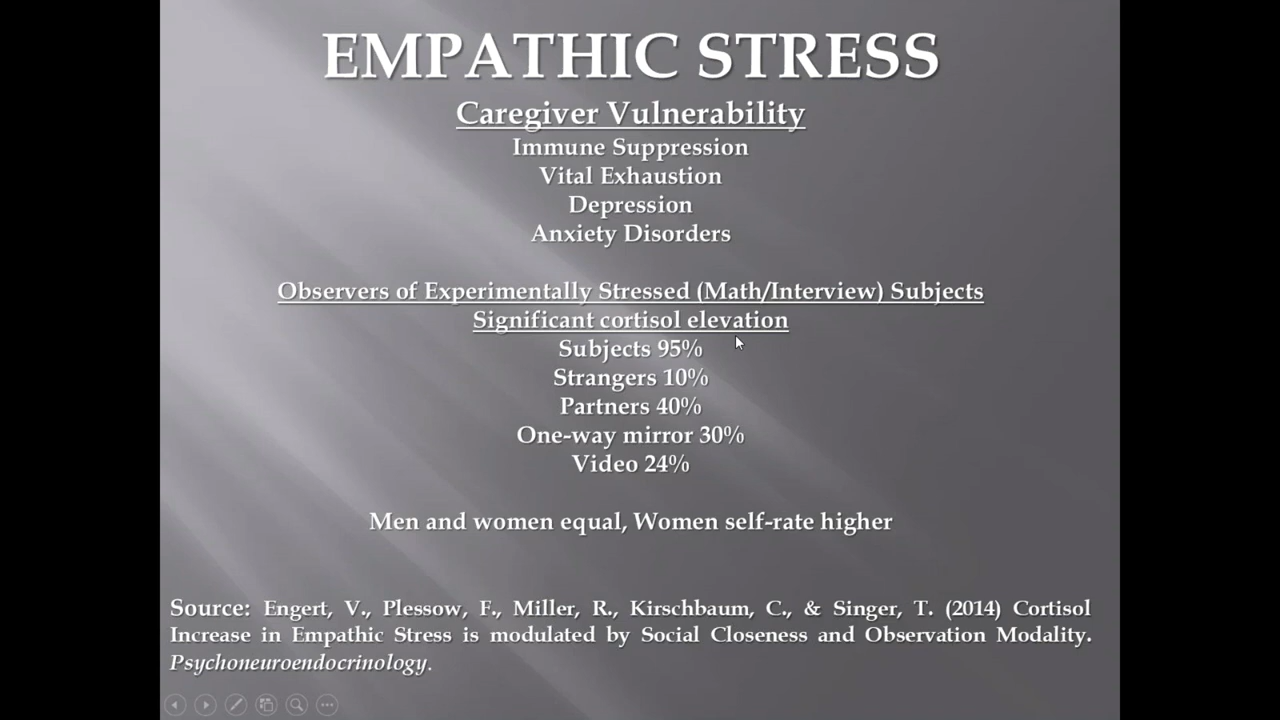 EMPATHIC STRESS
Caregiver Vulnerability
Immune Suppression
Vital Exhaustion
Depression
Anxiety Disorders
Observers of Experimentally Stressed (Math/Interview) Subjects
Significant cortisol elevation
Subjects 95%
Strangers 10%
Partners 40%
One-way mirror 30%
Video 24%
Men and women equal, Women self-rate higher
Source: Engert, V., Plessow, F., Miller, R., Kirschbaum, C., & Singer, T. (2014) Cortisol
Increase in Empathic Stress is modulated by Social Closeness and Observation Modality.
Psychoneuroendocrinology.